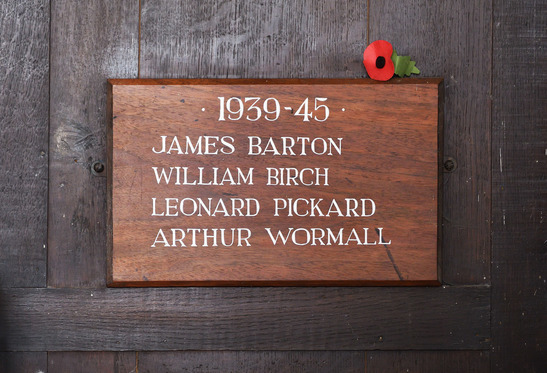 · 1939-45 ·
JAMES BARTON
WILLIAM BIRCH
LEONARD PICKARD
ARTHUR WORMALL